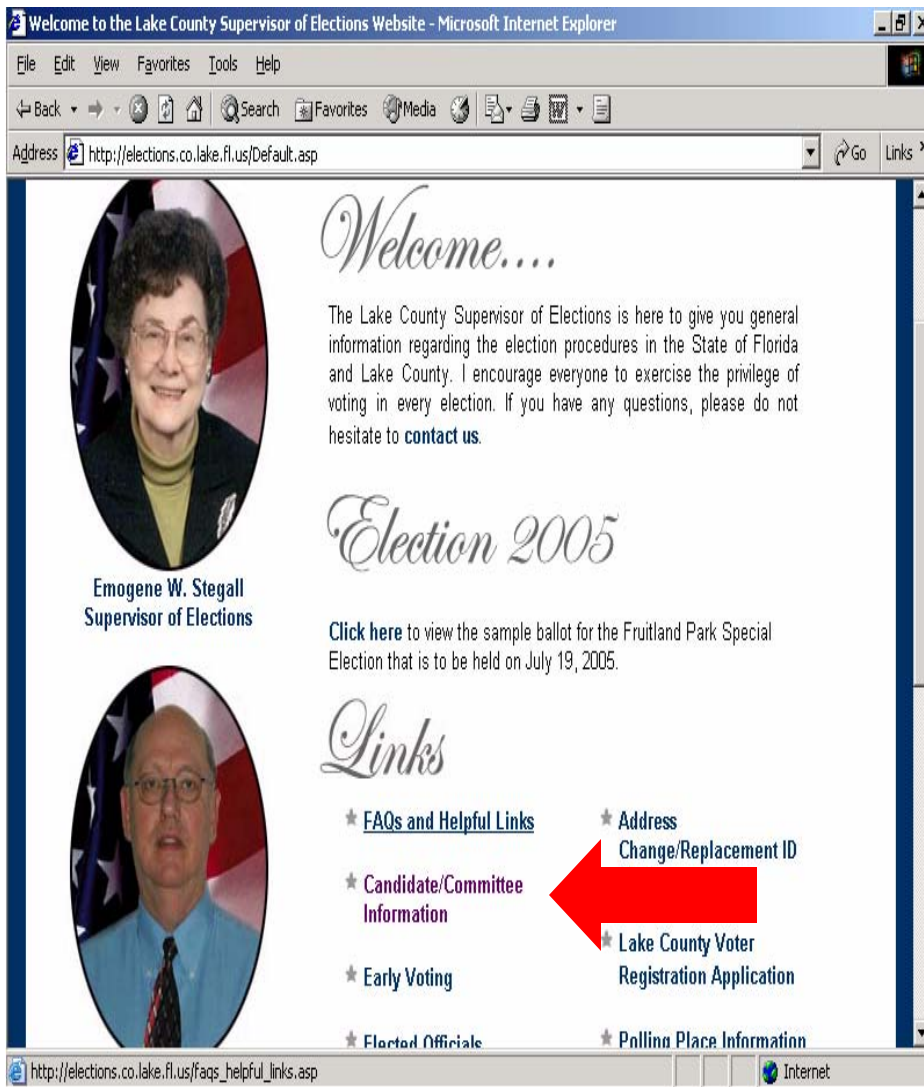 Welcome to the Lake County Supervisor of Elections Website - Microsoft Internet Explorer
File Edit View Favorites Tools Help
Back Search Favorites Media
Address http://elections.co.lake.fl.us/Default.asp Go Links
Welcome....
The Lake County Supervisor of Elections is here to give you general
information regarding the election procedures in the State of Florida
and Lake County. I encourage everyone to exercise the privilege of
voting in every election. If you have any questions, please do not
hesitate to contact us.
Emogene W. Stegall
Supervisor of Elections
Election 2005
Click here to view the sample ballot for the Fruitland Park Special
Election that is to be held on July 19, 2005.
Links
FAQs and Helpful Links
Candidate/Committee
Information
Early Voting
Elected Officials
Address
Change/Replacement ID
Lake County Voter
Registration Application
Polling Place Information
http://elections.co.lake.fl.us/faqs_helpful_links.asp Internet